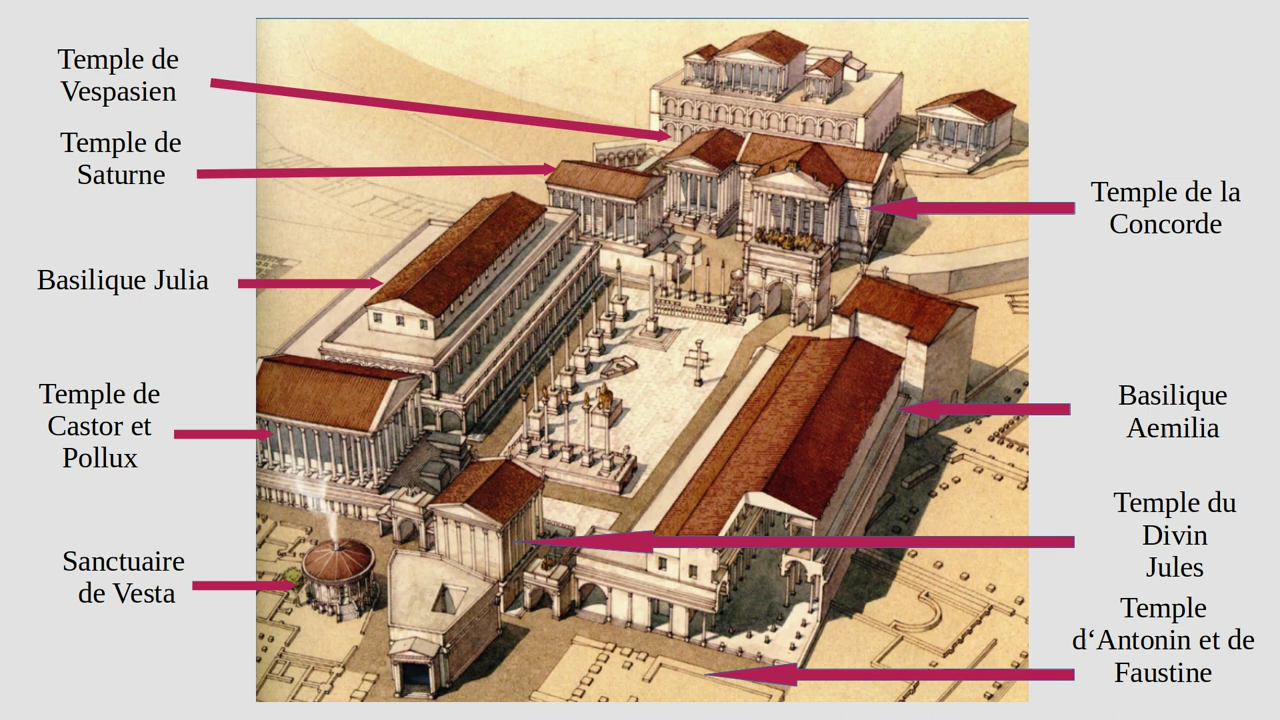 Temple de
Vespasien
Temple de
Saturne
Basilique Julia
Temple de
Castor et
Pollux
Sanctuaire
de Vesta
Temple de la
Concorde
Basilique
Aemilia
Temple du
Divin
Jules
Temple
d‘Antonin et de
Faustine